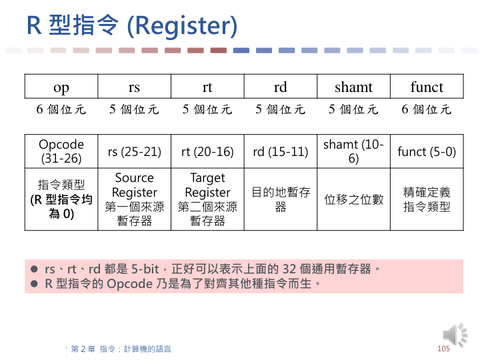 R 型指令 (Register)
op rs rt rd shamt funct
6 個位元 5 個位元 5 個位元 5 個位元 5 個位元 6 個位元
Opcode (31-26) rs (25-21) rt (20-16) rd (15-11) shamt (10-6) funct (5-0)
指令類型 (R 型指令均為 0) Source Register 第一個來源暫存器 Target Register 第二個來源暫存器 目的地暫存器 位移之位數 精確定義指令類型
● rs、rt、rd 都是 5-bit，正好可以表示上面的 32 個通用暫存器。
● R 型指令的 Opcode 乃是為了對齊其他種指令而生。
第 2 章 指令：計算機的語言 105